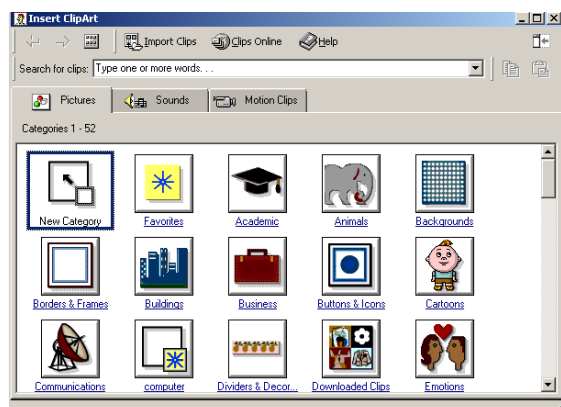 Insert ClipArt
Import Clips Clips Online Help
Search for clips: Type one or more words. . .
Pictures Sounds Motion Clips
Categories 1 - 52
New Category Favorites Academic Animals Backgrounds
Borders & Frames Buildings Business Buttons & Icons Cartoons
Communications computer Dividers & Decor... Downloaded Clips Emotions